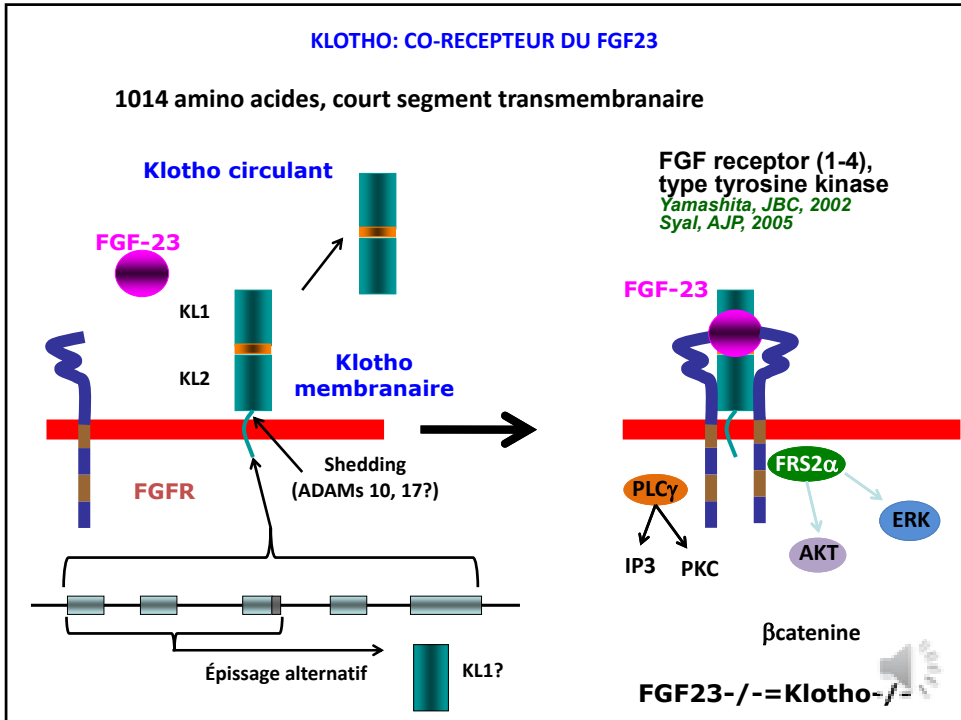 KLOTHO: CO-RECEPTEUR DU FGF23
1014 amino acides, court segment transmembranaire
Klotho circulant
FGF-23
KL1
KL2
Klotho
membranaire
Shedding
(ADAMs 10, 17?)
FGFR
Épissage alternatif
KL1?
FGF receptor (1-4),
type tyrosine kinase
Yamashita, JBC, 2002
Syal, AJP, 2005
FGF-23
FRS2α
PLCγ
ERK
AKT
IP3
PKC
βcatenine
FGF23-/-=Klotho-/-